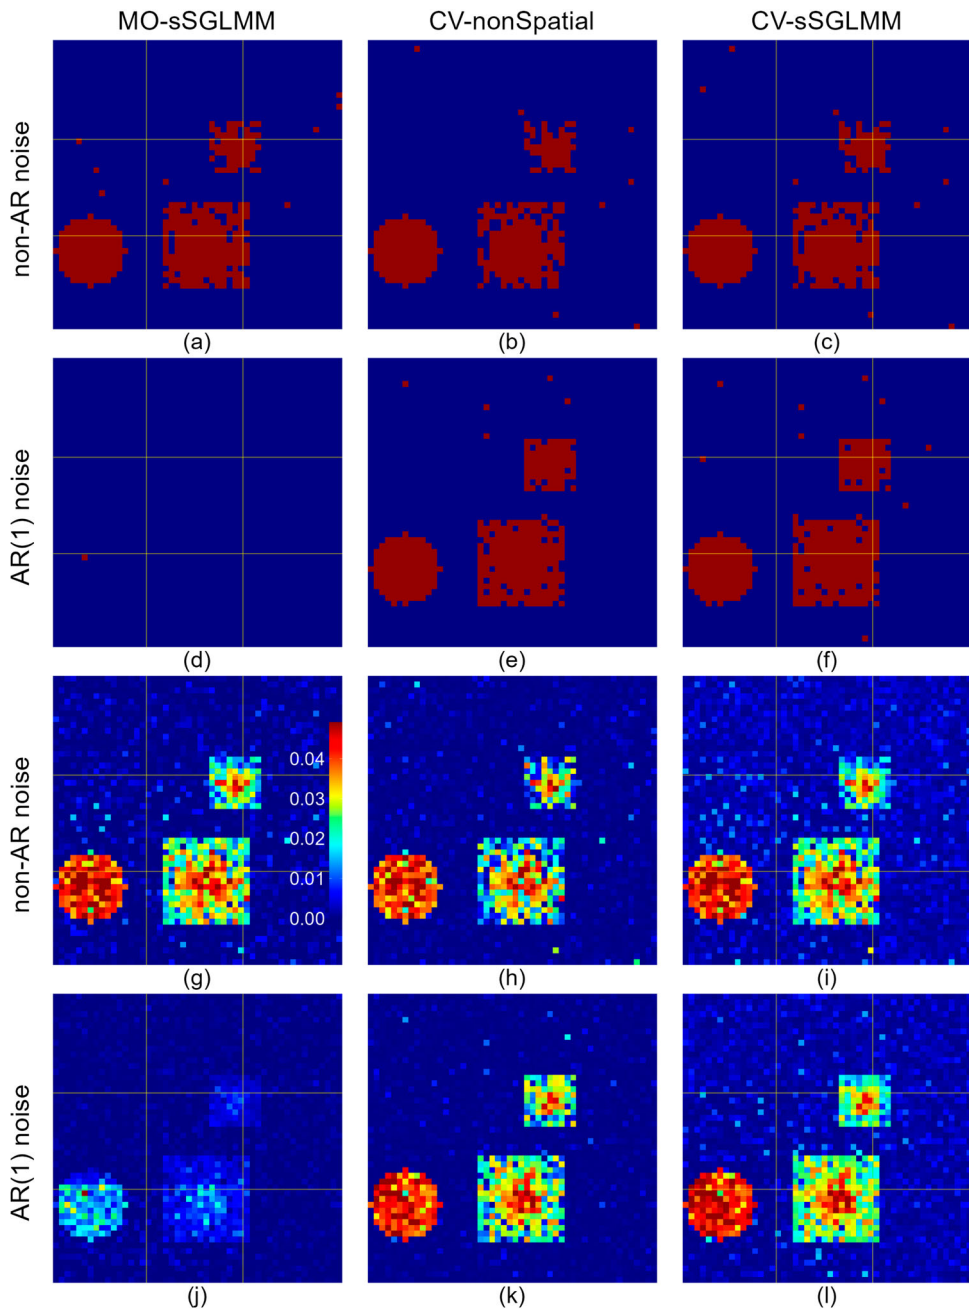 MO-sSGLMM CV-nonSpatial CV-sSGLMM
non-AR noise
(a) (b) (c)
AR(1) noise
(d) (e) (f)
non-AR noise
0.04
0.03
0.02
0.01
0.00
(g) (h) (i)
AR(1) noise
(j) (k) (l)